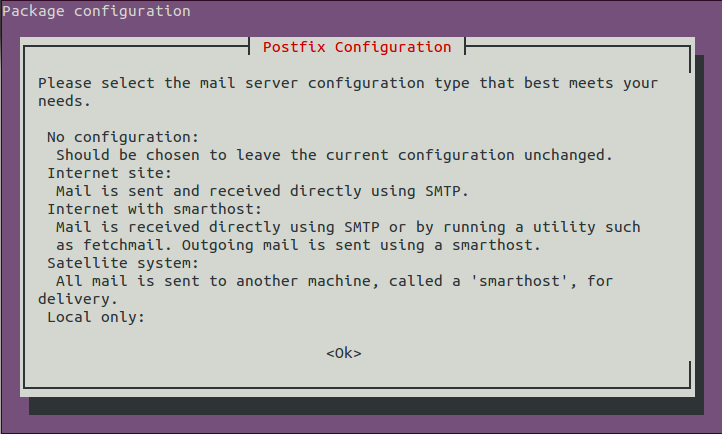 Package configuration
Postfix Configuration
Please select the mail server configuration type that best meets your
needs.
No configuration:
Should be chosen to leave the current configuration unchanged.
Internet site:
Mail is sent and received directly using SMTP.
Internet with smarthost:
Mail is received directly using SMTP or by running a utility such
as fetchmail. Outgoing mail is sent using a smarthost.
Satellite system:
All mail is sent to another machine, called a 'smarthost', for
delivery.
Local only:
<Ok>